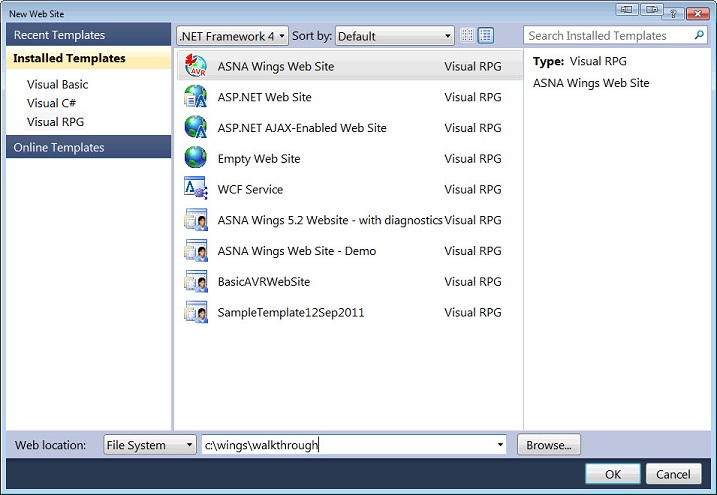 New Web Site
Recent Templates
Installed Templates
Visual Basic
Visual C#
Visual RPG
Online Templates
.NET Framework 4 Sort by: Default
ASNA Wings Web Site Visual RPG
ASP.NET Web Site Visual RPG
ASP.NET AJAX-Enabled Web Site Visual RPG
Empty Web Site Visual RPG
WCF Service Visual RPG
ASNA Wings 5.2 Website - with diagnostics Visual RPG
ASNA Wings Web Site - Demo Visual RPG
BasicAVRWebSite Visual RPG
SampleTemplate12Sep2011 Visual RPG
Search Installed Templates
Type: Visual RPG
ASNA Wings Web Site
Web location: File System c:\wings\walkthrough Browse...
OK Cancel